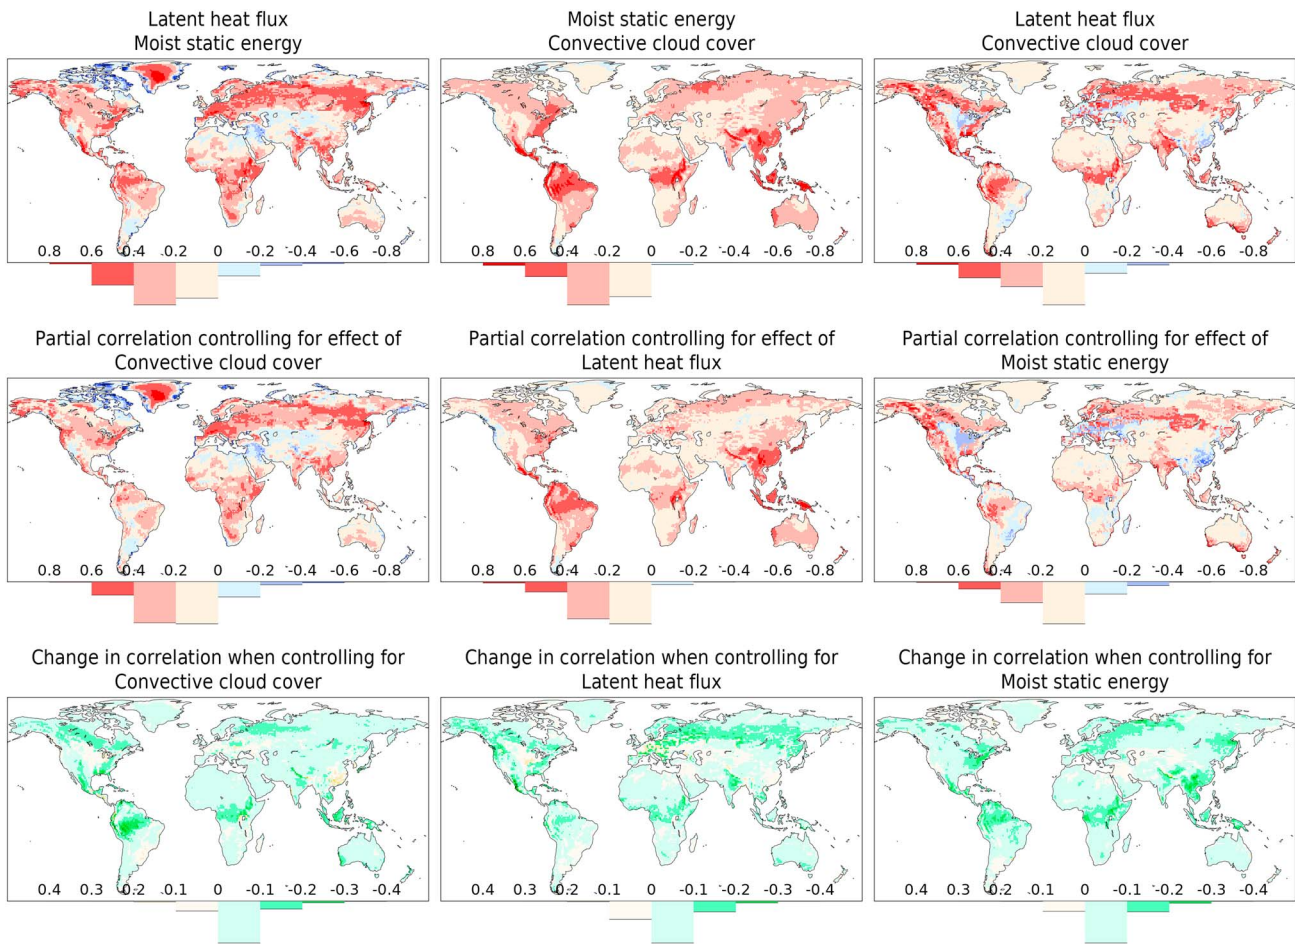 Latent heat flux
Moist static energy
Moist static energy
Convective cloud cover
Latent heat flux
Convective cloud cover
0.8 0.6 0.4 0.2 0 -0.2 -0.4 -0.6 -0.8
0.8 0.6 0.4 0.2 0 -0.2 -0.4 -0.6 -0.8
0.8 0.6 0.4 0.2 0 -0.2 -0.4 -0.6 -0.8
Partial correlation controlling for effect of
Convective cloud cover
Partial correlation controlling for effect of
Latent heat flux
Partial correlation controlling for effect of
Moist static energy
0.8 0.6 0.4 0.2 0 -0.2 -0.4 -0.6 -0.8
0.8 0.6 0.4 0.2 0 -0.2 -0.4 -0.6 -0.8
0.8 0.6 0.4 0.2 0 -0.2 -0.4 -0.6 -0.8
Change in correlation when controlling for
Convective cloud cover
Change in correlation when controlling for
Latent heat flux
Change in correlation when controlling for
Moist static energy
0.4 0.3 0.2 0.1 0 -0.1 -0.2 -0.3 -0.4
0.4 0.3 0.2 0.1 0 -0.1 -0.2 -0.3 -0.4
0.4 0.3 0.2 0.1 0 -0.1 -0.2 -0.3 -0.4